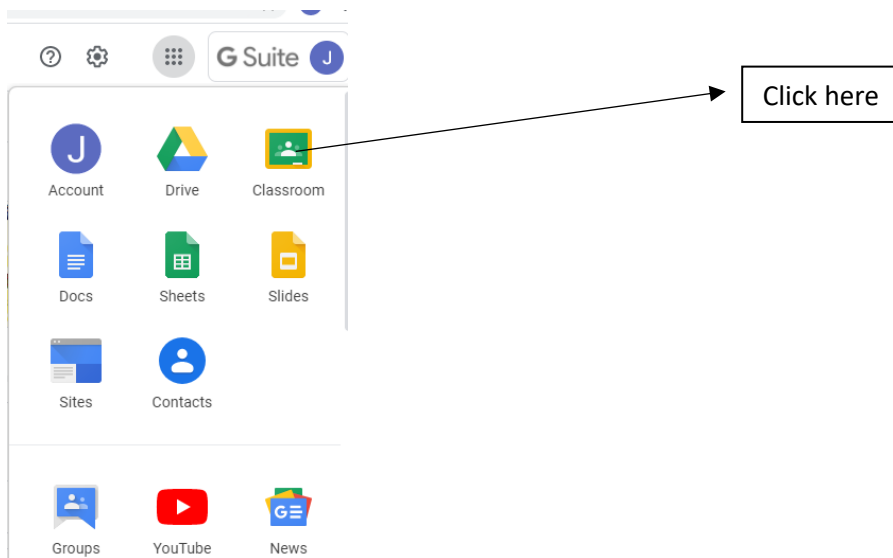 G Suite J
Click here
J
Account Drive Classroom
Docs Sheets Slides
Sites Contacts
G
Groups YouTube News